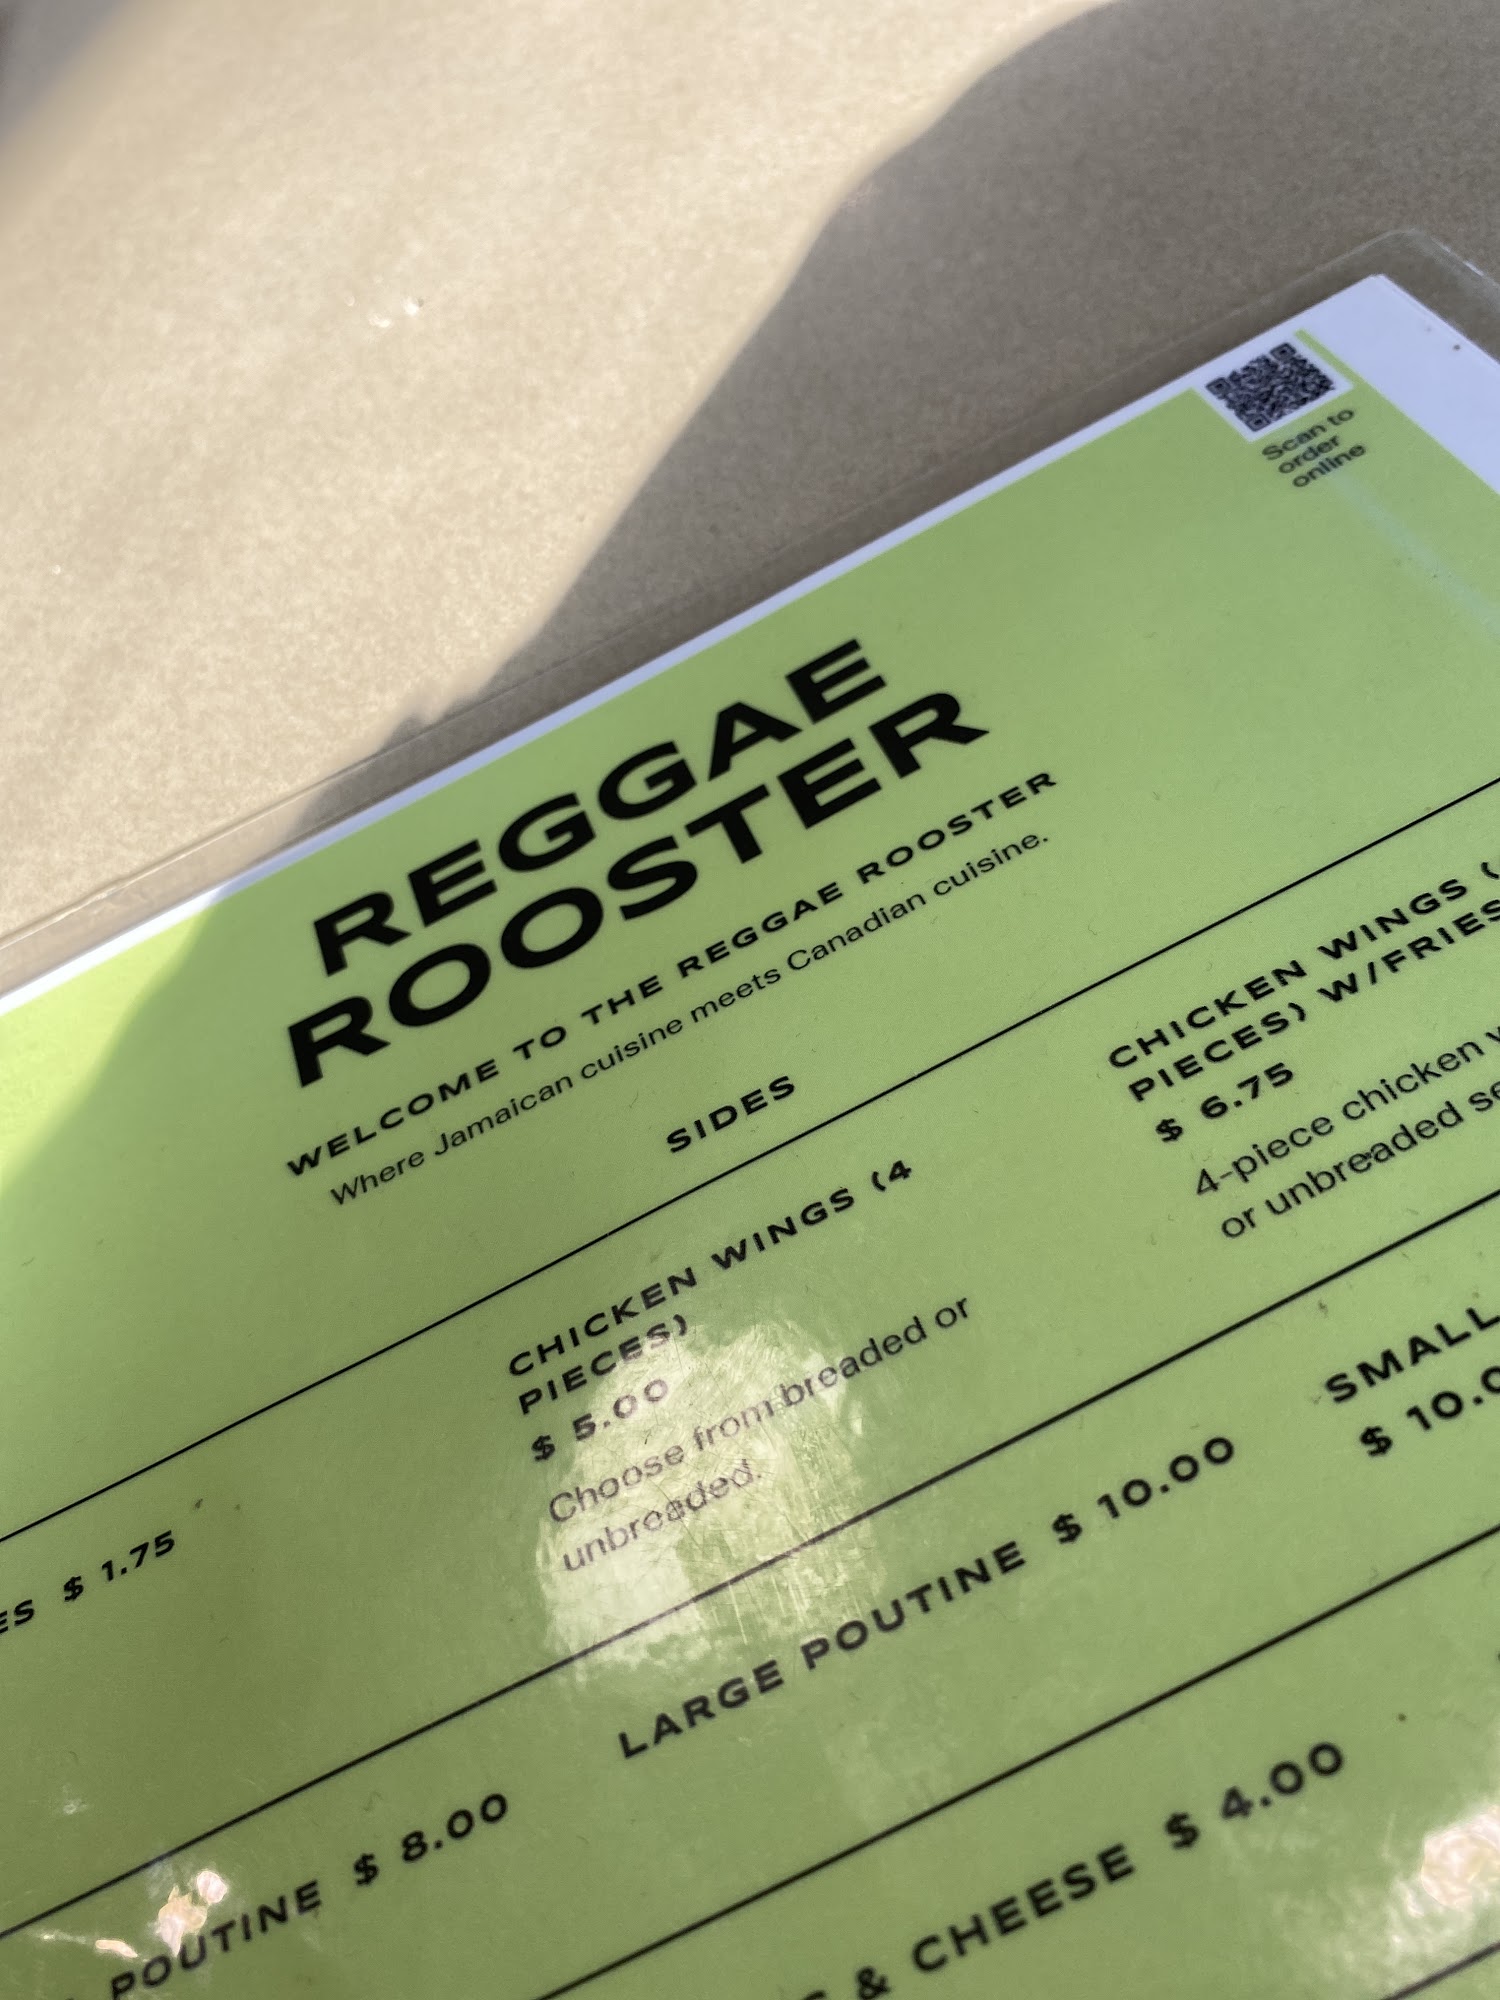 Scan to
order
online
REGGAE
ROOSTER
WELCOME TO THE REGGAE ROOSTER
Where Jamaican cuisine meets Canadian cuisine.
SIDES
$ 1.75
CHICKEN WINGS (4
PIECES)
$ 5.00
Choose from breaded or
unbreaded.
CHICKEN WINGS (
PIECES) W/FRIES
$ 6.75
4-piece chicken
or unbreaded
POUTINE $ 8.00
LARGE POUTINE $ 10.00
SMALL
$ 10.0
& CHEESE $ 4.00